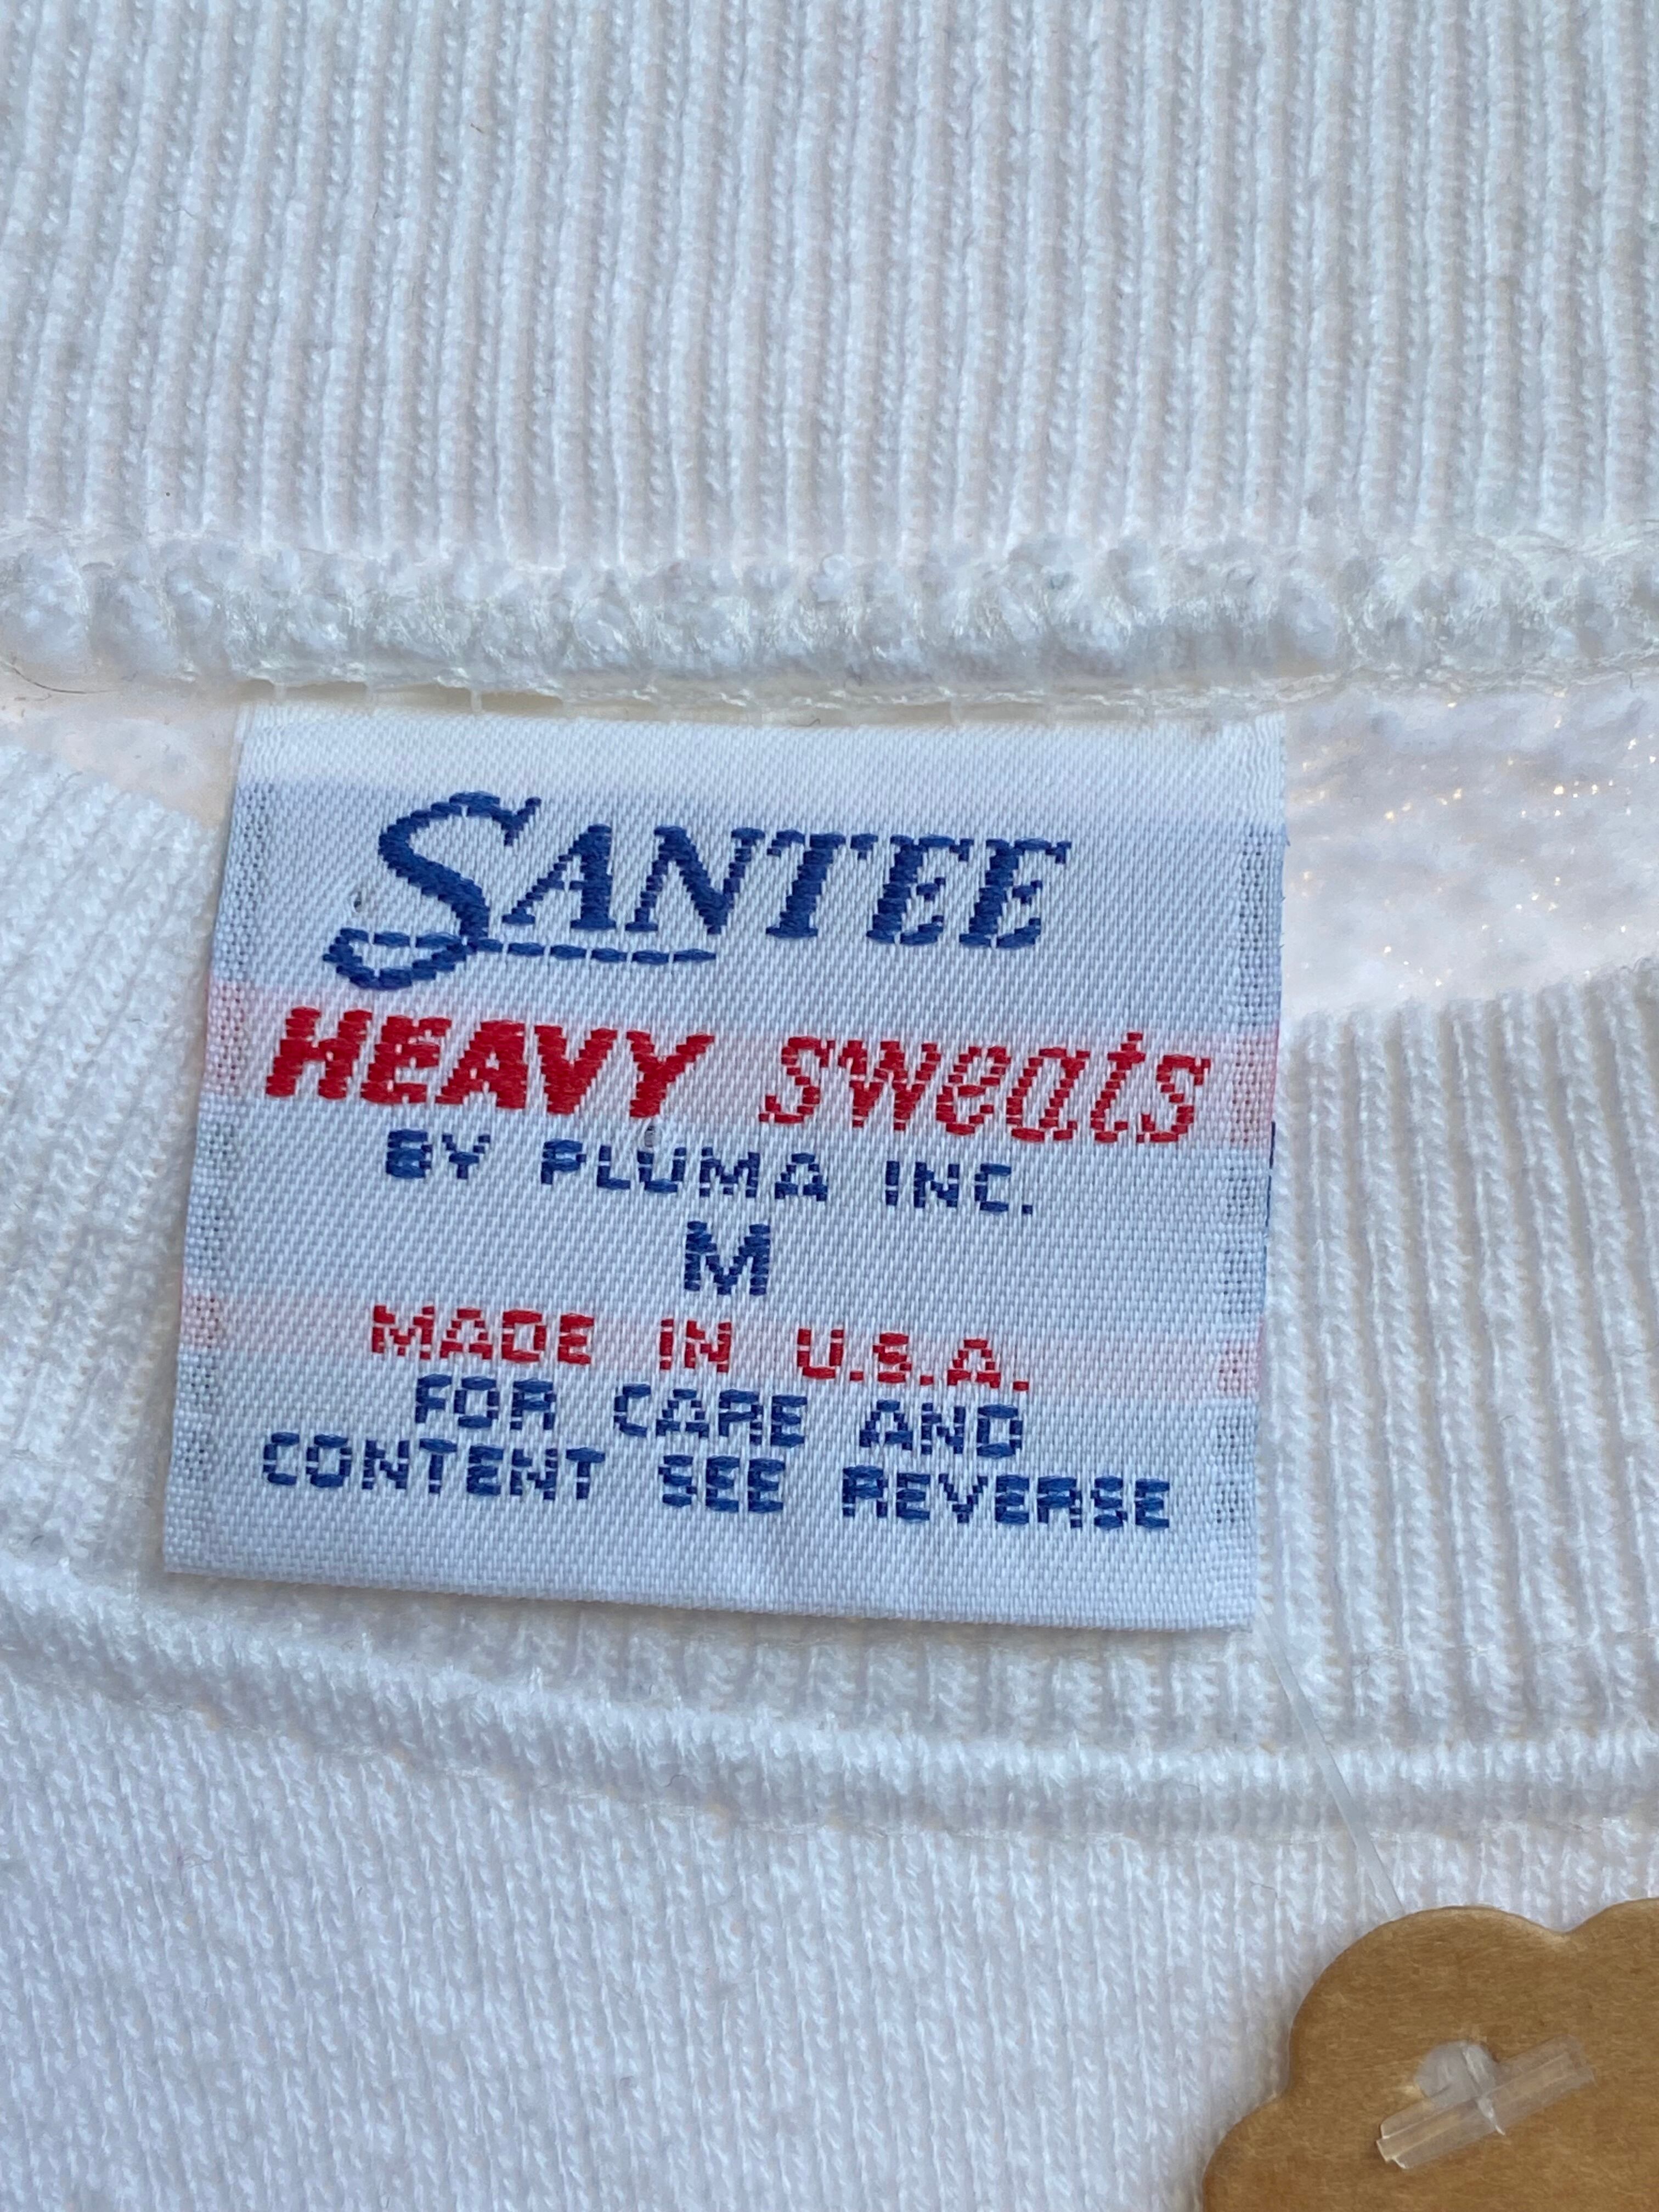 SANTEE
HEAVY sweats
BY PLUMA INC.
M
MADE IN U.S.A.
FOR CARE AND
CONTENT SEE REVERSE